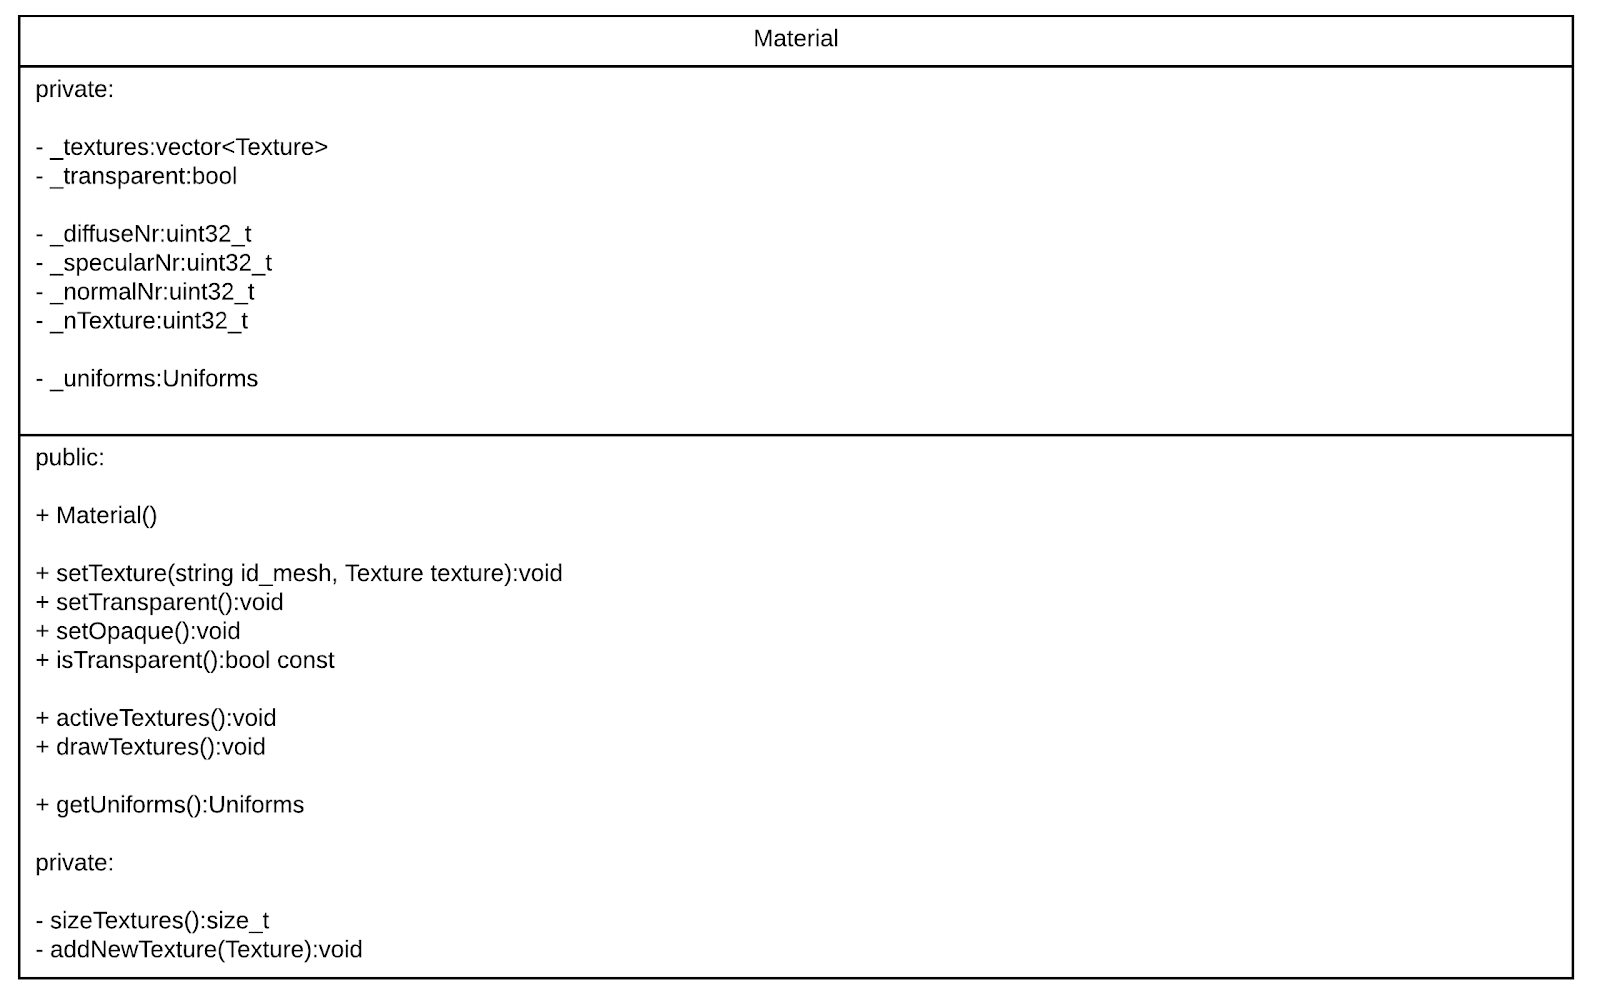 Material
private:
- _textures:vector<Texture>
- _transparent:bool
- _diffuseNr:uint32_t
- _specularNr:uint32_t
- _normalNr:uint32_t
- _nTexture:uint32_t
- _uniforms:Uniforms
public:
+ Material()
+ setTexture(string id_mesh, Texture texture):void
+ setTransparent():void
+ setOpaque():void
+ isTransparent():bool const
+ activeTextures():void
+ drawTextures():void
+ getUniforms():Uniforms
private:
- sizeTextures():size_t
- addNewTexture(Texture):void